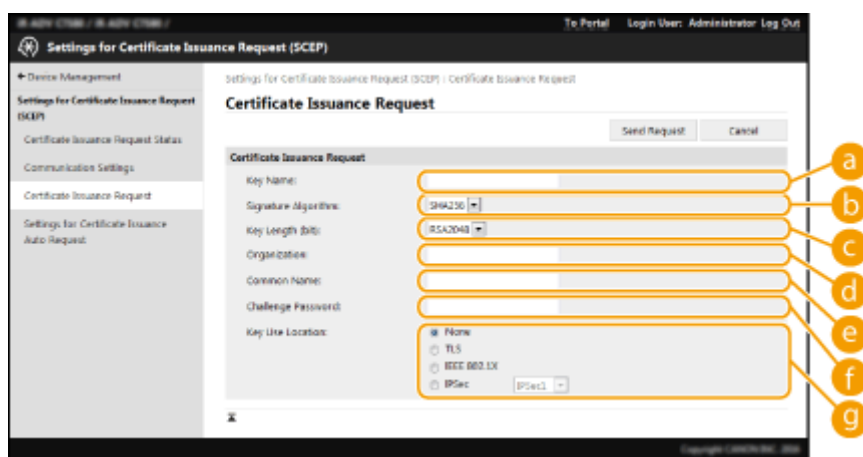 To Portal Login User: Administrator Log Out
Settings for Certificate Issuance Request (SCEP)
Device Management
Settings for Certificate Issuance Request (SCEP) : Certificate Issuance Request
Settings for Certificate Issuance Request
(SCEP)
Certificate Issuance Request
Certificate Issuance Request Status
Send Request Cancel
Communication Settings
Certificate Issuance Request
Certificate Issuance Request
Settings for Certificate Issuance
Auto Request
Key Name: a
Signature Algorithm: SHA256 b
Key Length (bit): RSA2048 c
Organization: d
Common Name: e
Challenge Password: f
Key Use Location: None g
TLS
IEEE 802.1X
IPSec IPSec1
Copyright CANON INC.